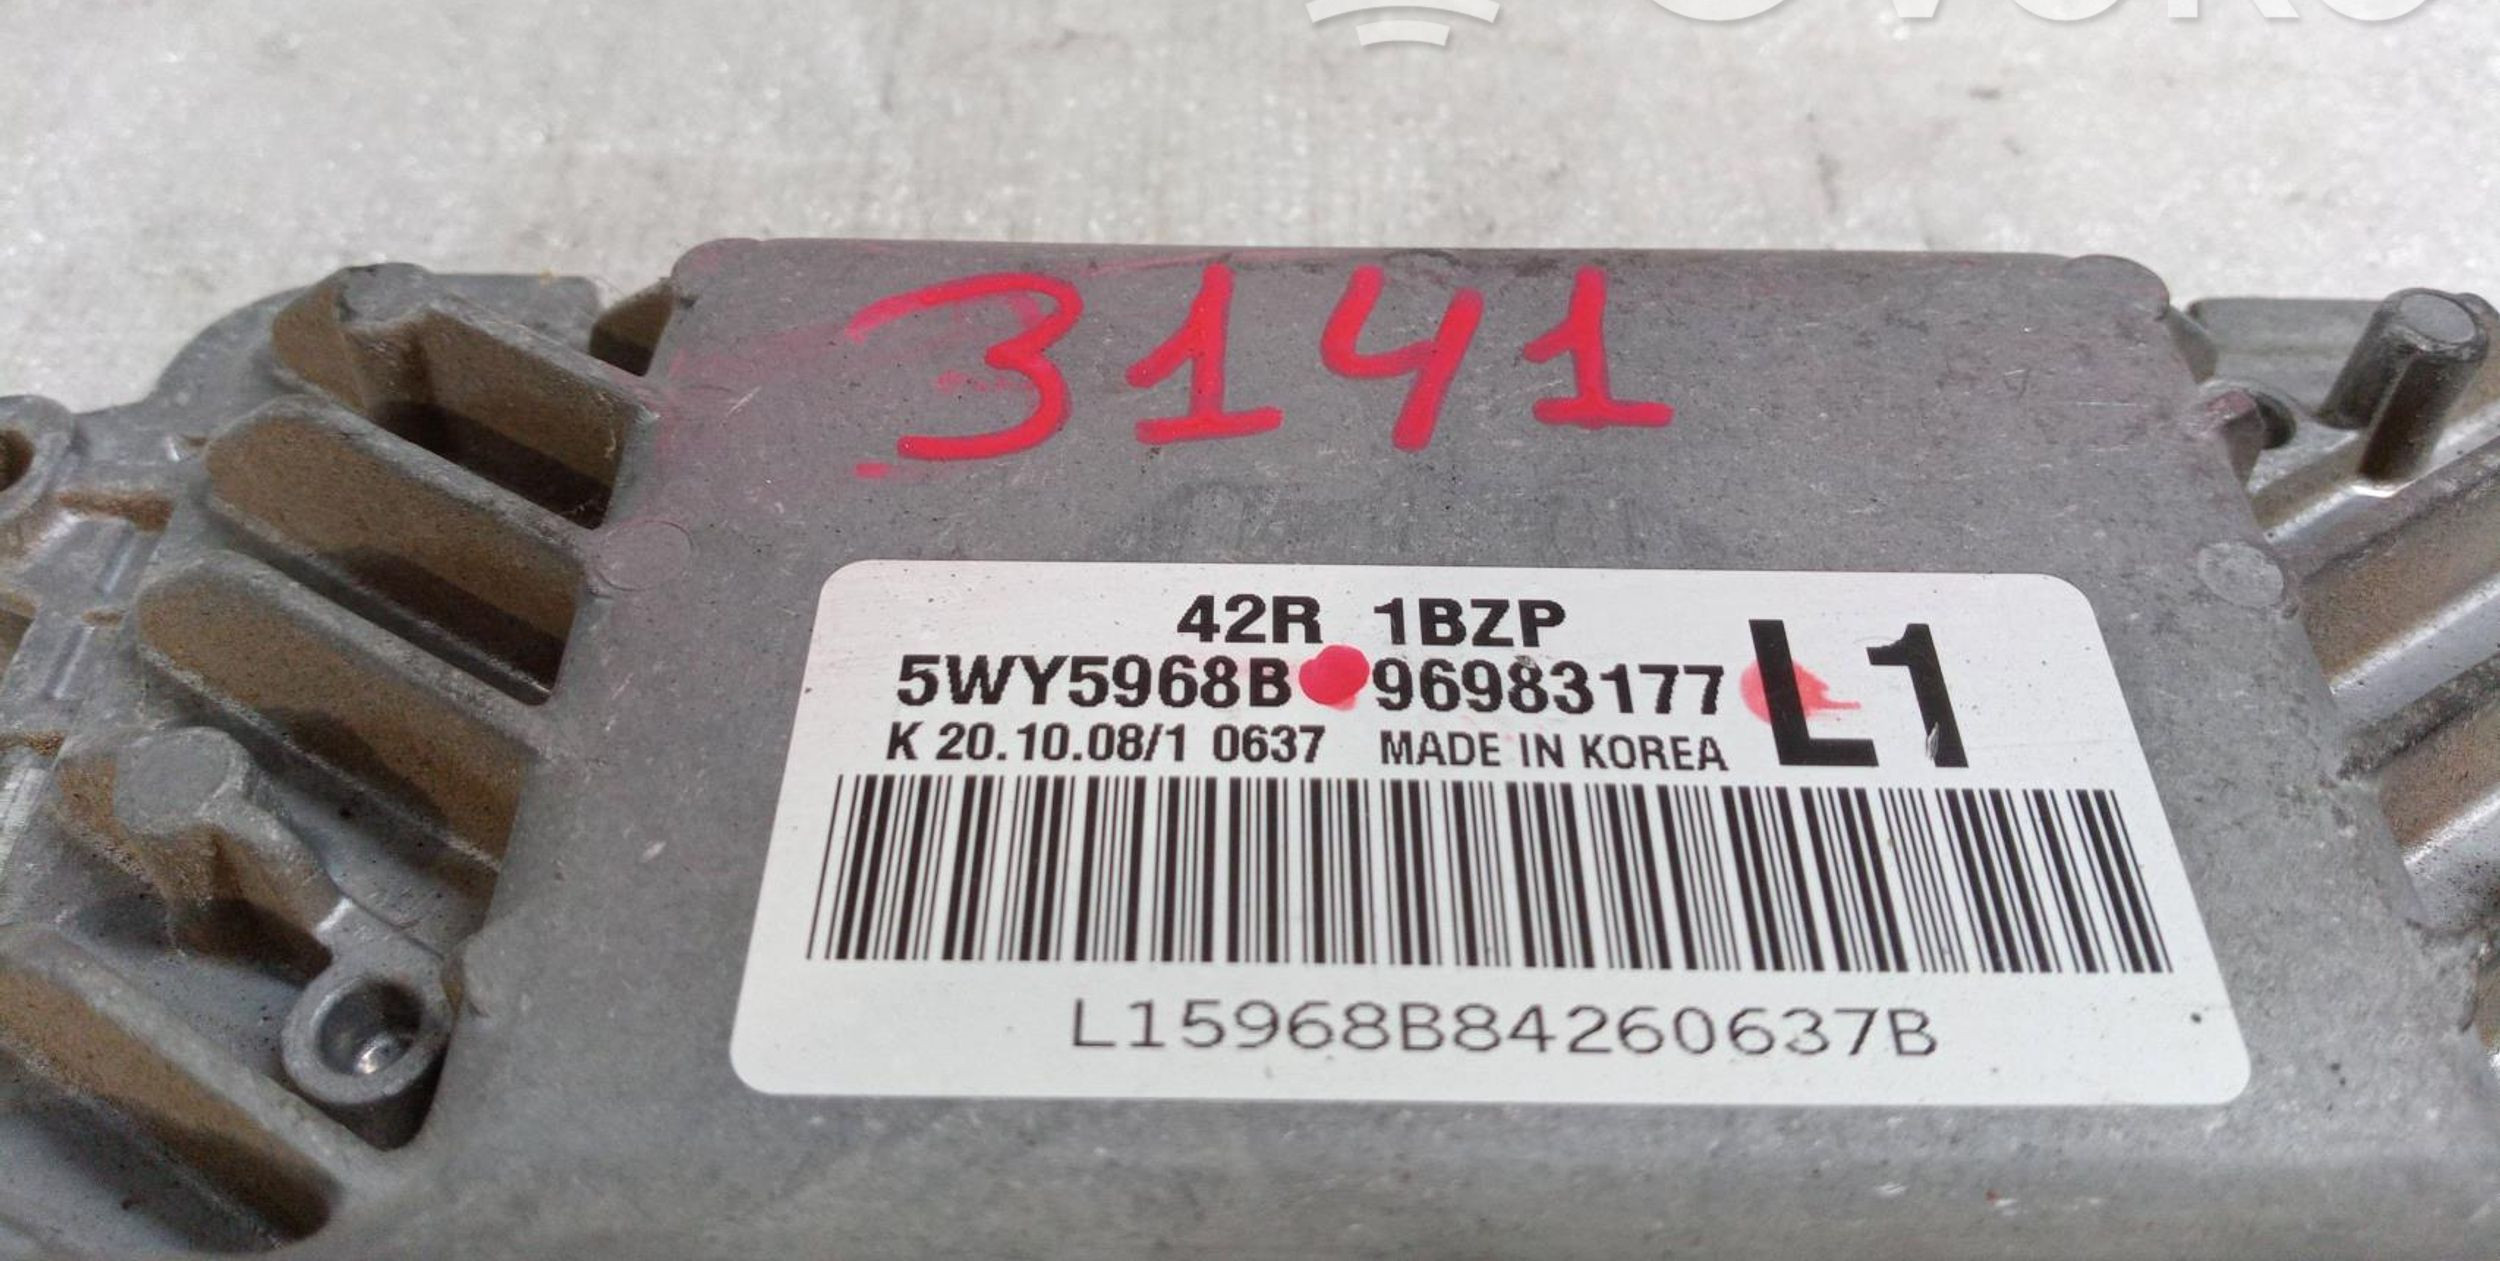 3141
42R 1BZP
5WY5968B 96983177 L1
K 20.10.08/1 0637 MADE IN KOREA
L15968B84260637B